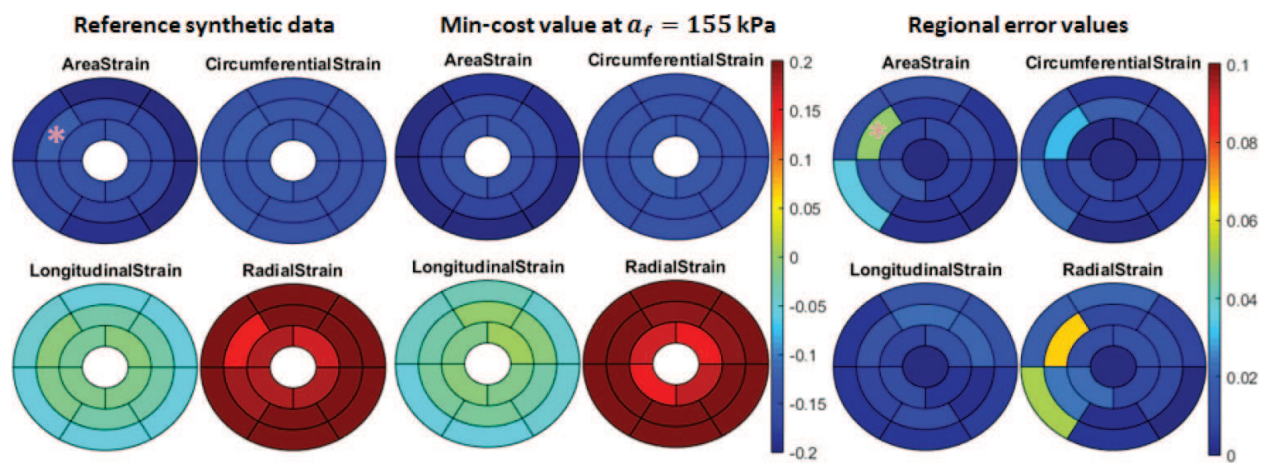 Reference synthetic data
Min-cost value at a_f = 155 kPa
Regional error values
AreaStrain
CircumferentialStrain
AreaStrain
CircumferentialStrain
AreaStrain
CircumferentialStrain
*
*
LongitudinalStrain
RadialStrain
LongitudinalStrain
RadialStrain
LongitudinalStrain
RadialStrain
0.2
0.15
0.1
0.05
0
-0.05
-0.1
-0.15
-0.2
0.1
0.08
0.06
0.04
0.02
0